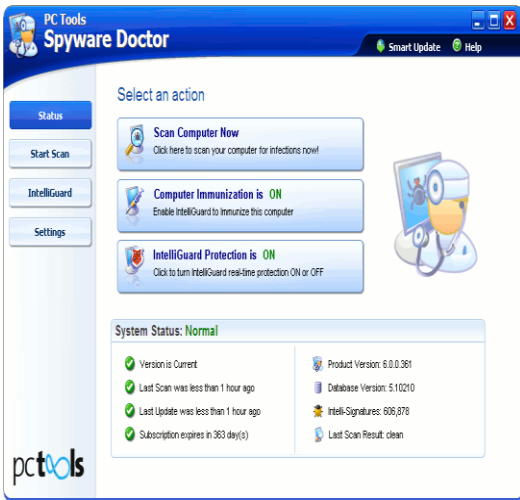 PC Tools
Spyware Doctor
Smart Update
Help
Status
Start Scan
IntelliGuard
Settings
Select an action
Scan Computer Now
Click here to scan your computer for infections now!
Computer Immunization is ON
Enable IntelliGuard to Immunize this computer
IntelliGuard Protection is ON
Click to turn IntelliGuard real-time protection ON or OFF
System Status: Normal
Version is Current
Last Scan was less than 1 hour ago
Last Update was less than 1 hour ago
Subscription expires in 363 day(s)
Product Version: 6.0.0.361
Database Version: 5.10210
Intelli-Signatures: 606,878
Last Scan Result: clean
pctools